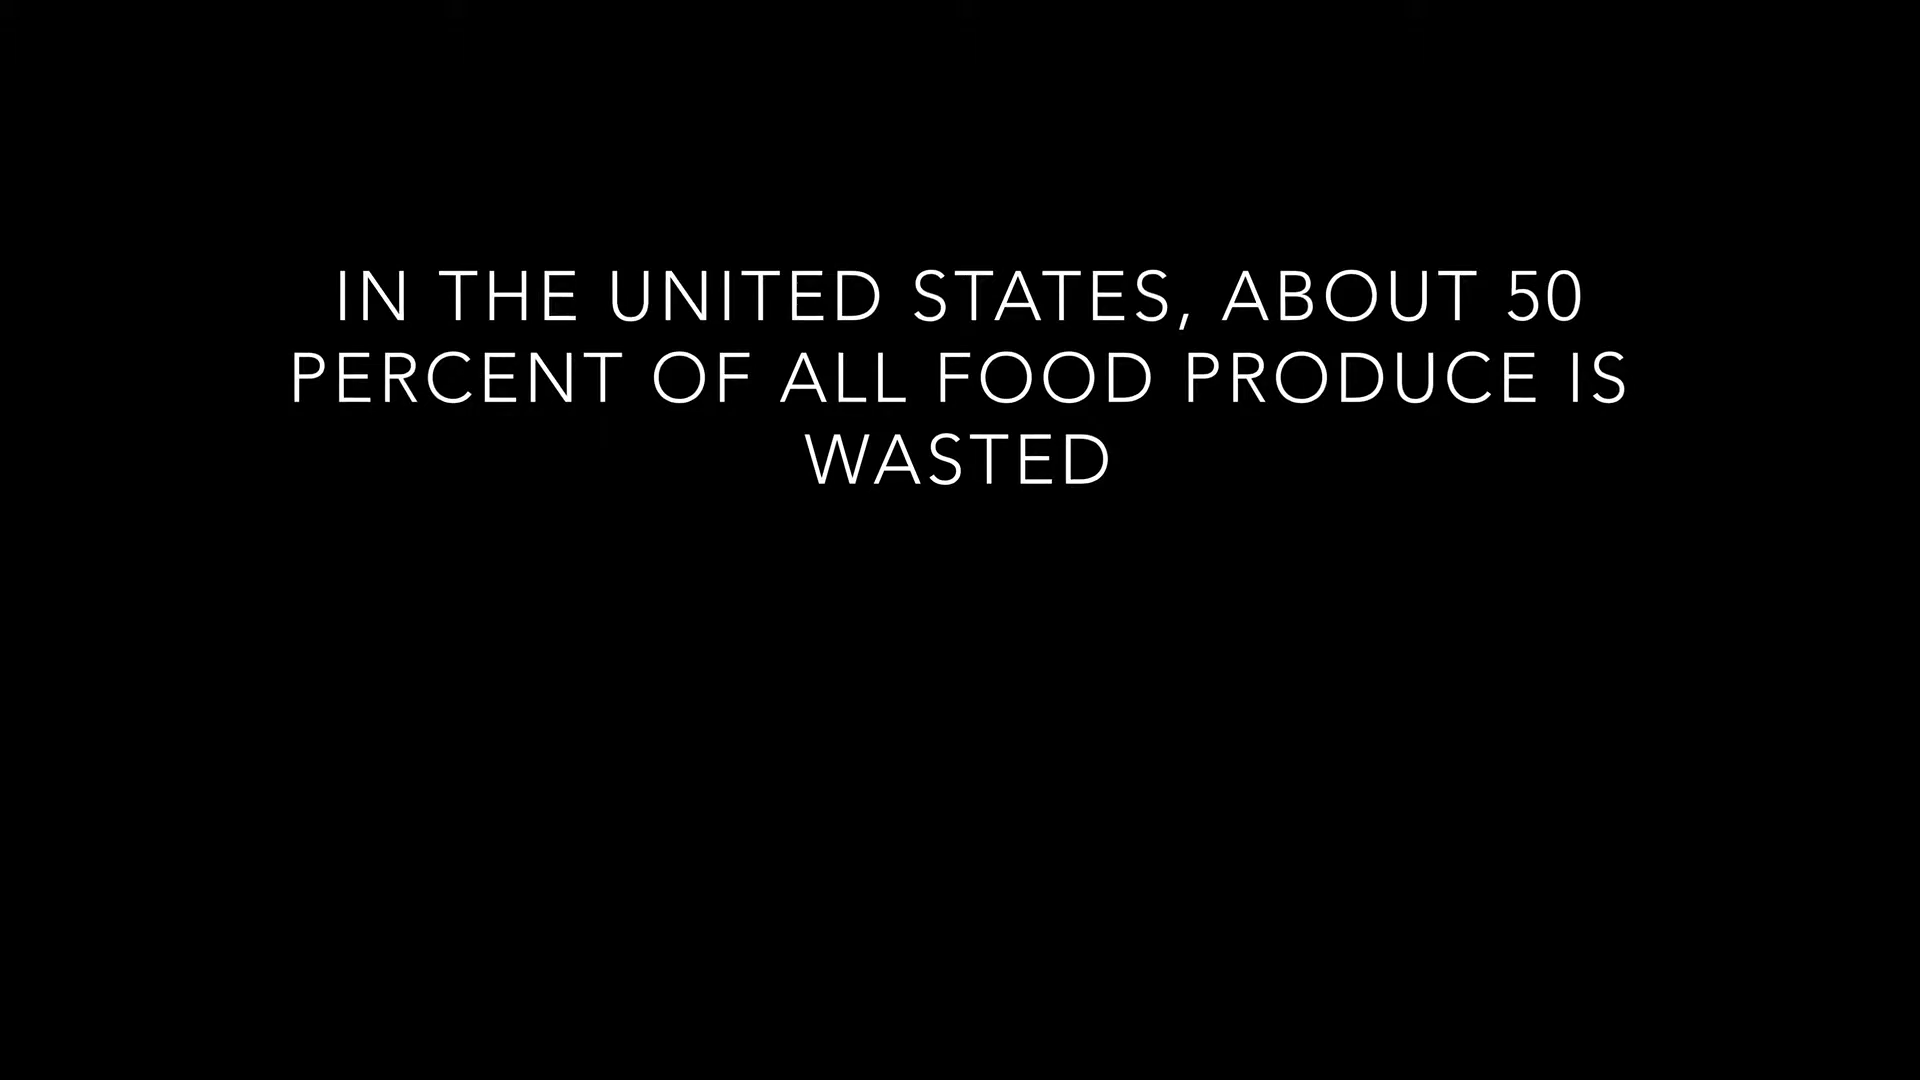 IN THE UNITED STATES, ABOUT 50
PERCENT OF ALL FOOD PRODUCE IS
WASTED